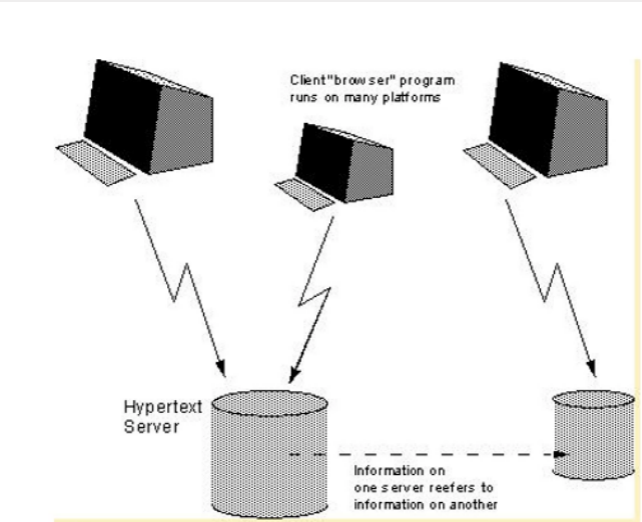 Client "browser" program
runs on many platforms
Hypertext
Server
Information on
one server reefers to
information on another